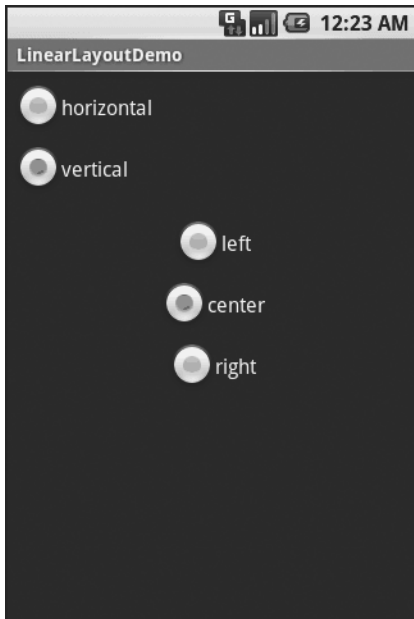 G 12:23 AM
LinearLayoutDemo
horizontal
vertical
left
center
right